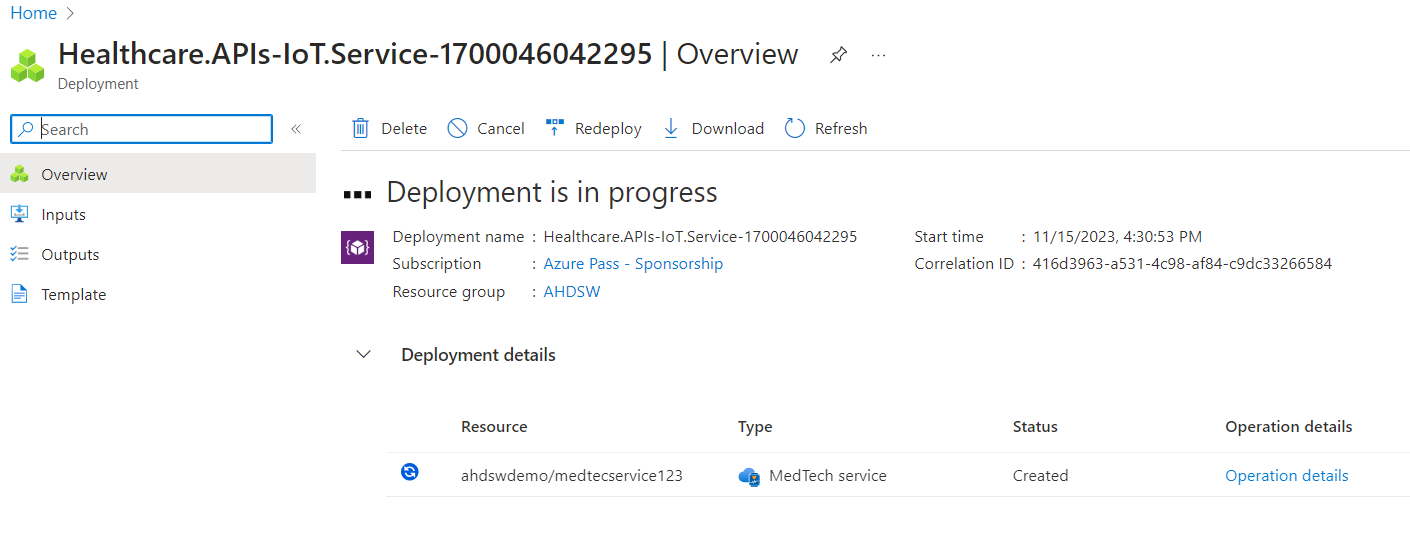 Home
Healthcare.APIs-IoT.Service-1700046042295 | Overview
Deployment
Search
Delete
Cancel
Redeploy
Download
Refresh
Overview
Inputs
Outputs
Template
Deployment is in progress
Deployment name : Healthcare.APIs-IoT.Service-1700046042295
Subscription : Azure Pass - Sponsorship
Resource group : AHDSW
Start time : 11/15/2023, 4:30:53 PM
Correlation ID : 416d3963-a531-4c98-af84-c9dc33266584
Deployment details
Resource Type Status Operation details
ahdswdemo/medtecservice123 MedTech service Created Operation details